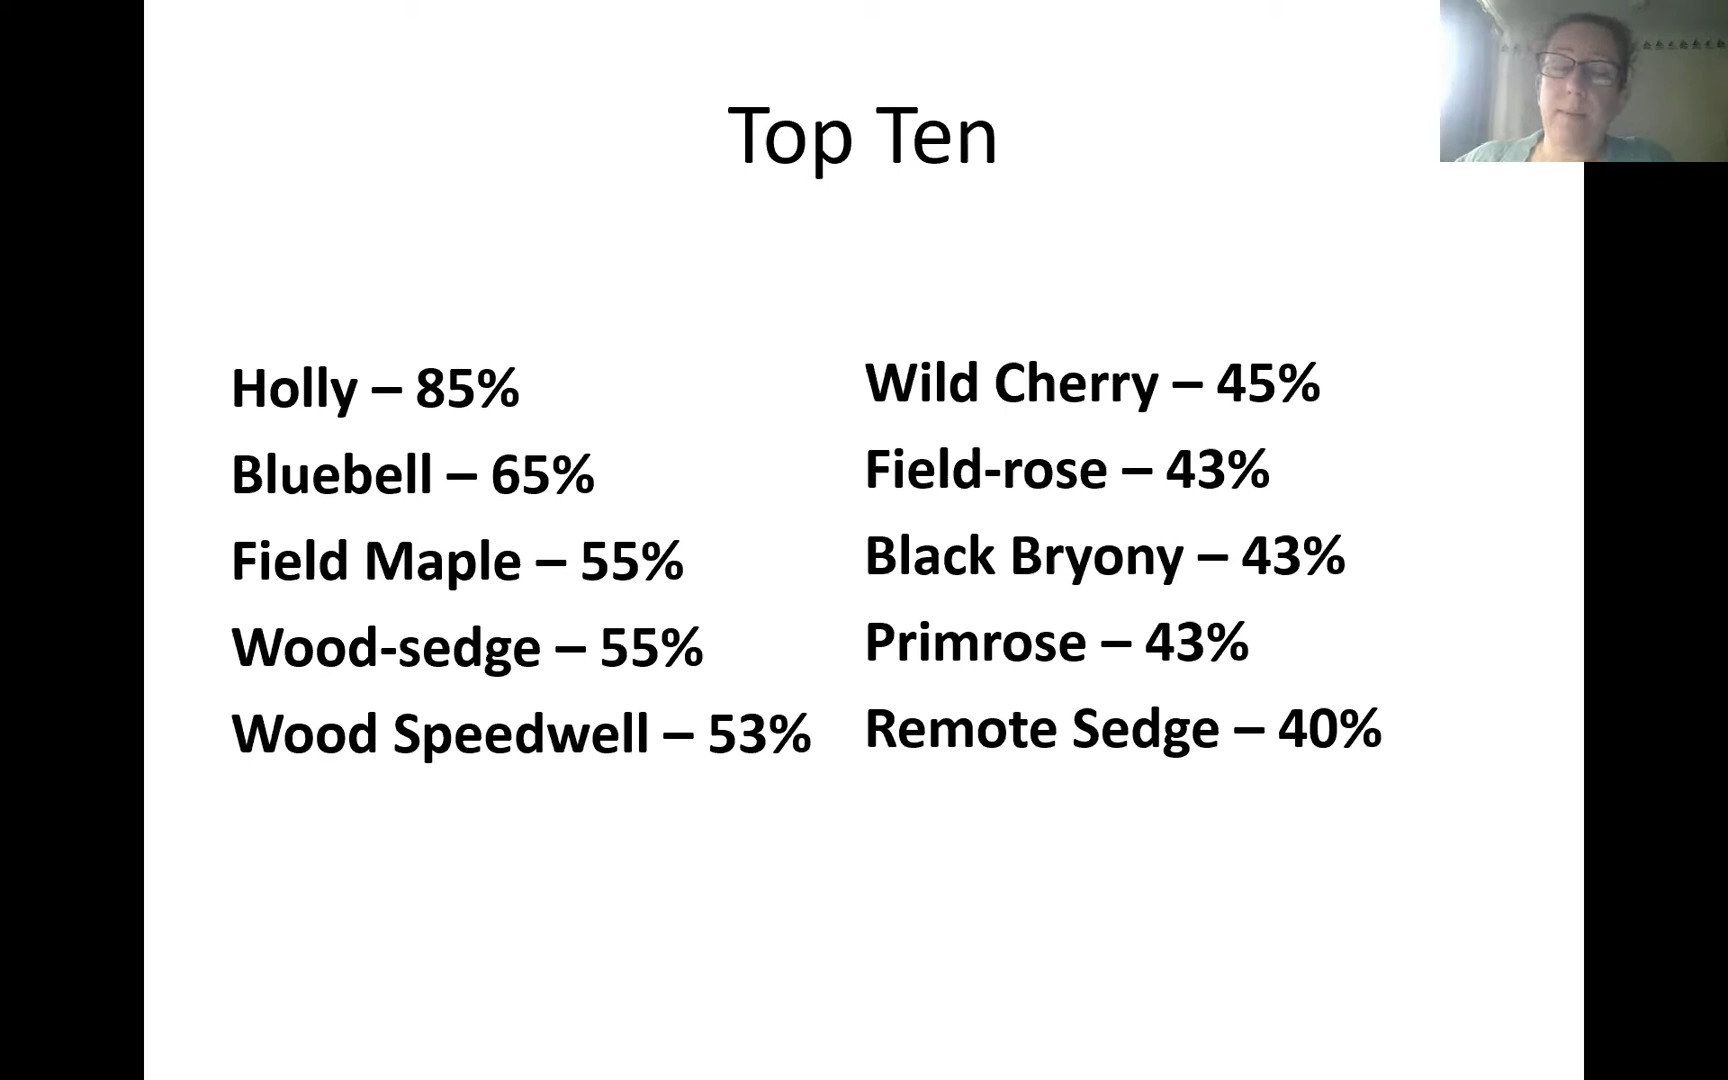 Top Ten
Holly – 85%
Bluebell – 65%
Field Maple – 55%
Wood-sedge – 55%
Wood Speedwell – 53%
Wild Cherry – 45%
Field-rose – 43%
Black Bryony – 43%
Primrose – 43%
Remote Sedge – 40%